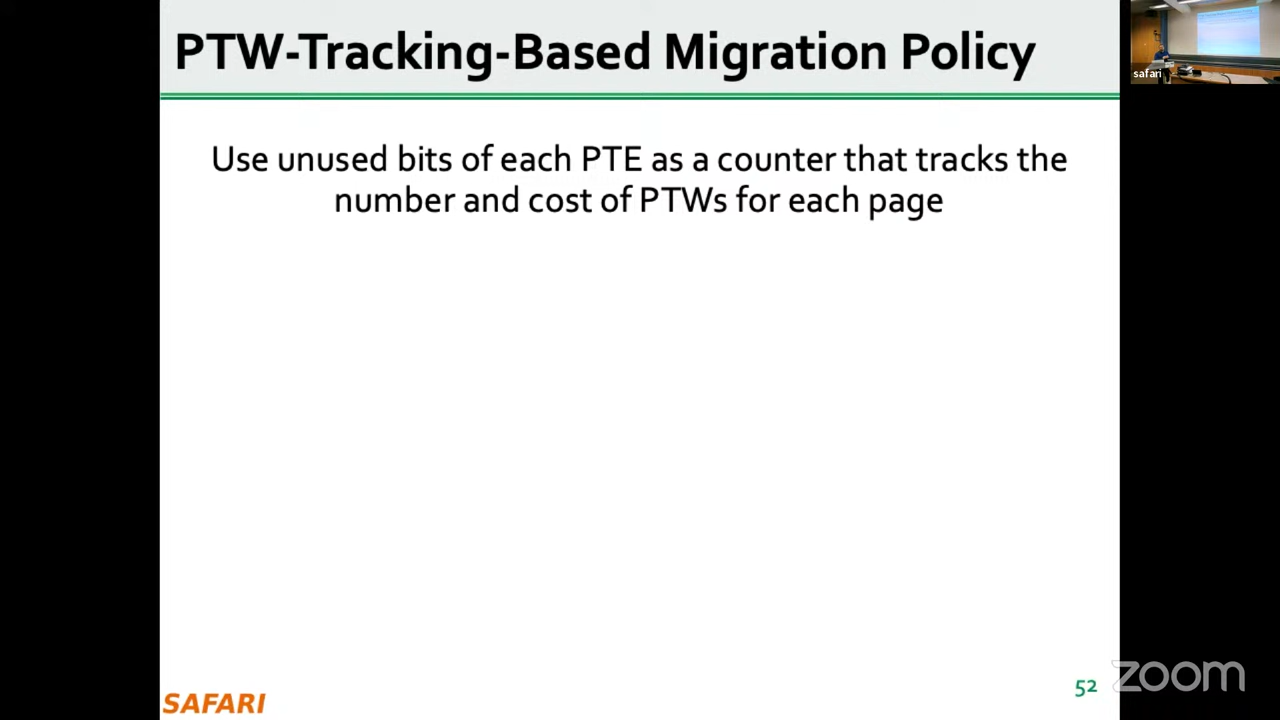 PTW-Tracking-Based Migration Policy
safari
Use unused bits of each PTE as a counter that tracks the
number and cost of PTWs for each page
SAFARI
52
zoom